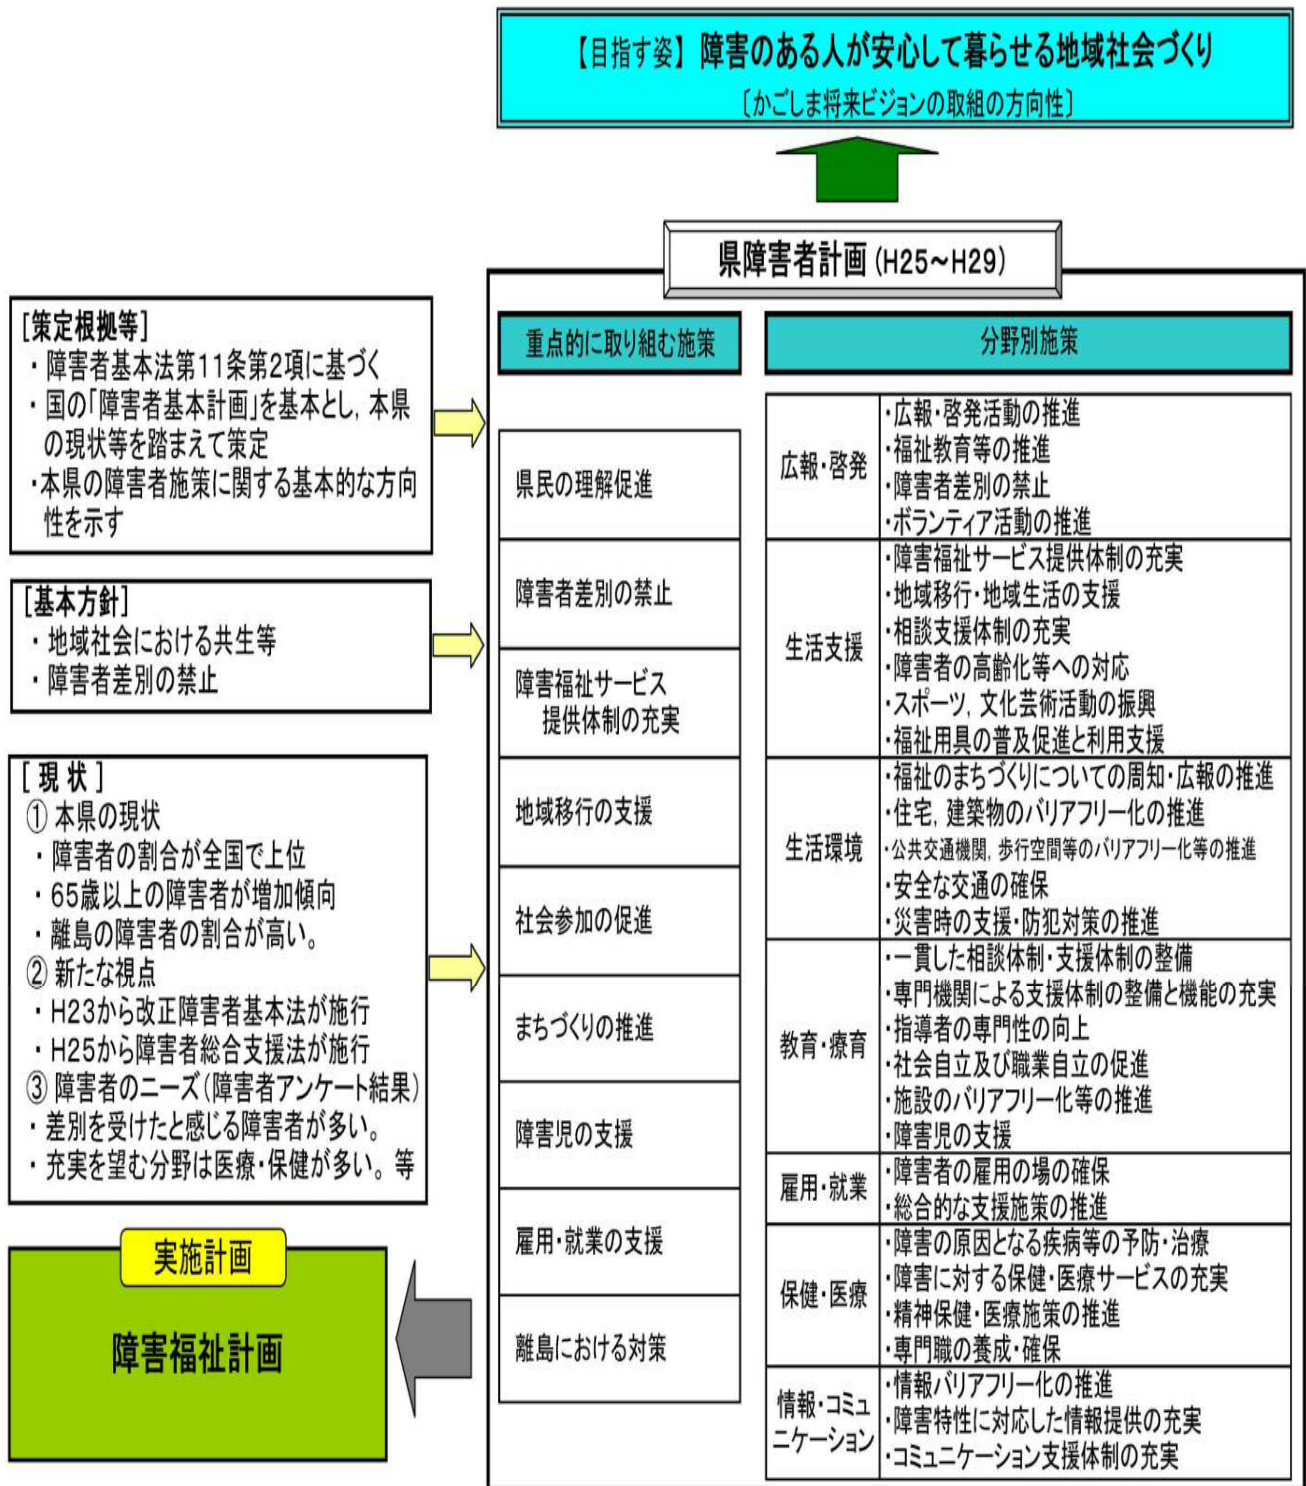 【目指す姿】障害のある人が安心して暮らせる地域社会づくり
〔かごしま将来ビジョンの取組の方向性〕
県障害者計画(H25～H29)
[策定根拠等]
・障害者基本法第11条第2項に基づく
・国の「障害者基本計画」を基本とし，本県
の現状等を踏まえて策定
・本県の障害者施策に関する基本的な方向
性を示す
[基本方針]
・地域社会における共生等
・障害者差別の禁止
[現状]
① 本県の現状
・障害者の割合が全国で上位
・65歳以上の障害者が増加傾向
・離島の障害者の割合が高い。
② 新たな視点
・H23から改正障害者基本法が施行
・H25から障害者総合支援法が施行
③ 障害者のニーズ(障害者アンケート結果)
・差別を受けたと感じる障害者が多い。
・充実を望む分野は医療・保健が多い。等
実施計画
障害福祉計画
重点的に取り組む施策
県民の理解促進
障害者差別の禁止
障害福祉サービス
提供体制の充実
地域移行の支援
社会参加の促進
まちづくりの推進
障害児の支援
雇用・就業の支援
離島における対策
分野別施策
広報・啓発
・広報・啓発活動の推進
・福祉教育等の推進
・障害者差別の禁止
・ボランティア活動の推進
生活支援
・障害福祉サービス提供体制の充実
・地域移行・地域生活の支援
・相談支援体制の充実
・障害者の高齢化等への対応
・スポーツ，文化芸術活動の振興
・福祉用具の普及促進と利用支援
生活環境
・福祉のまちづくりについての周知・広報の推進
・住宅，建築物のバリアフリー化の推進
・公共交通機関，歩行空間等のバリアフリー化等の推進
・安全な交通の確保
・災害時の支援・防犯対策の推進
教育・療育
・一貫した相談体制・支援体制の整備
・専門機関による支援体制の整備と機能の充実
・指導者の専門性の向上
・社会自立及び職業自立の促進
・施設のバリアフリー化等の推進
・障害児の支援
雇用・就業
・障害者の雇用の場の確保
・総合的な支援施策の推進
保健・医療
・障害の原因となる疾病等の予防・治療
・障害に対する保健・医療サービスの充実
・精神保健・医療施策の推進
・専門職の養成・確保
情報・コミュ
ニケーション
・情報バリアフリー化の推進
・障害特性に対応した情報提供の充実
・コミュニケーション支援体制の充実